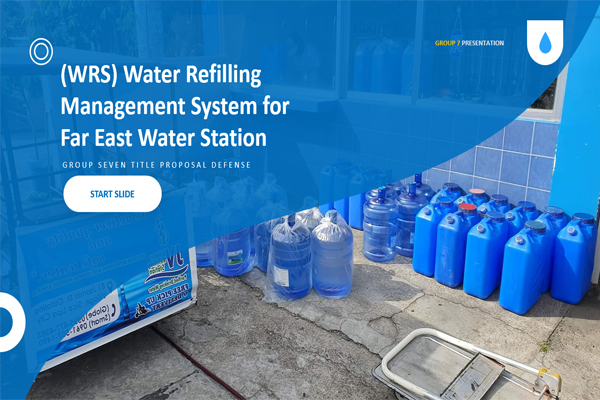 GROUP 7 PRESENTATION
(WRS) Water Refilling
Management System for
Far East Water Station
GROUP SEVEN TITLE PROPOSAL DEFENSE
START SLIDE